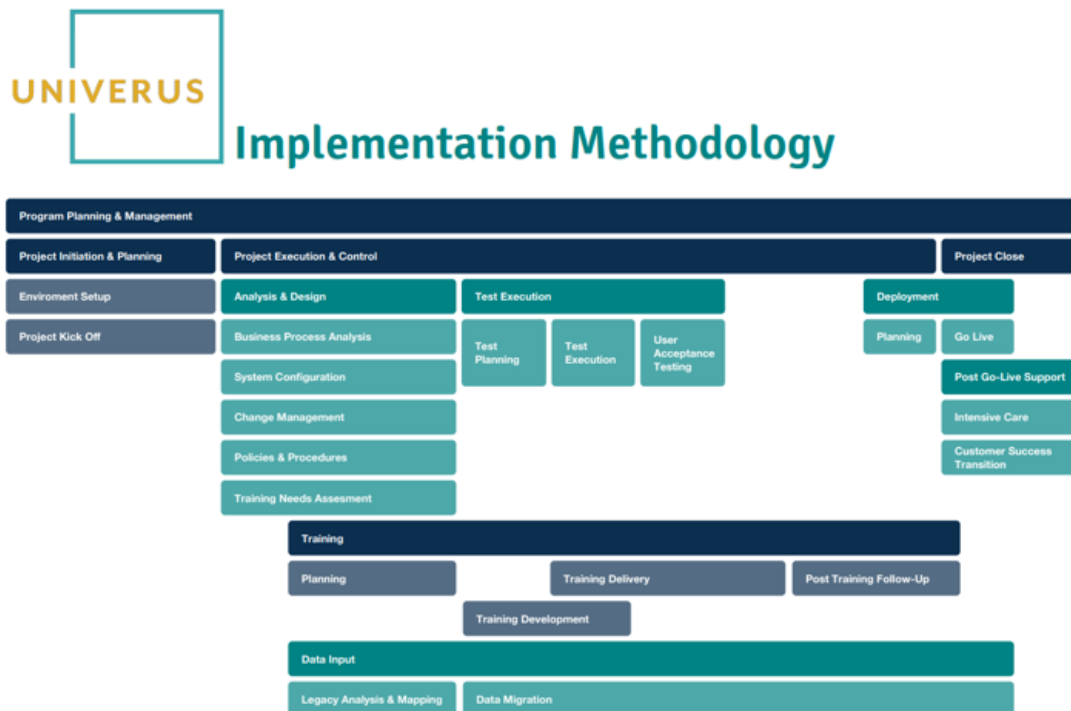 UNIVERUS
Implementation Methodology
Program Planning & Management
Project Initiation & Planning
Project Execution & Control
Project Close
Enviroment Setup
Analysis & Design
Test Execution
Deployment
Project Kick Off
Business Process Analysis
Test
Planning
Test
Execution
User
Acceptance
Testing
Planning
Go Live
System Configuration
Post Go-Live Support
Change Management
Intensive Care
Policies & Procedures
Customer Success
Transition
Training Needs Assesment
Training
Planning
Training Delivery
Post Training Follow-Up
Training Development
Data Input
Legacy Analysis & Mapping
Data Migration